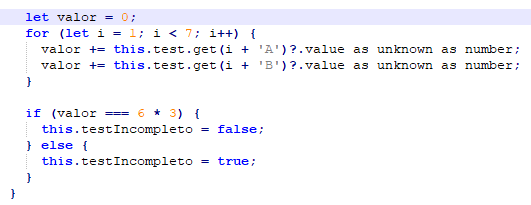 let valor = 0;
for (let i = 1; i < 7; i++) {
valor += this.test.get(i + 'A')?.value as unknown as number;
valor += this.test.get(i + 'B')?.value as unknown as number;
}
if (valor === 6 * 3) {
this.testIncompleto = false;
} else {
this.testIncompleto = true;
}
}